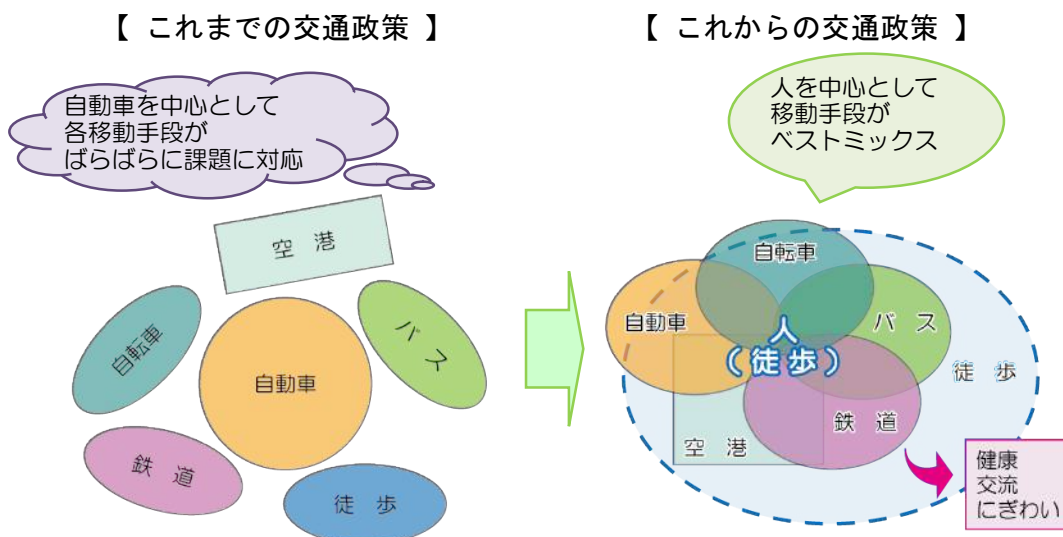 【 これまでの交通政策 】
自動車を中心として
各移動手段が
ばらばらに課題に対応
空 港
自転車
バ ス
自動車
鉄 道
徒 歩
【 これからの交通政策 】
人を中心として
移動手段が
ベストミックス
自転車
自動車
バ ス
人
(徒歩)
徒 歩
鉄 道
空 港
健康
交流
にぎわい